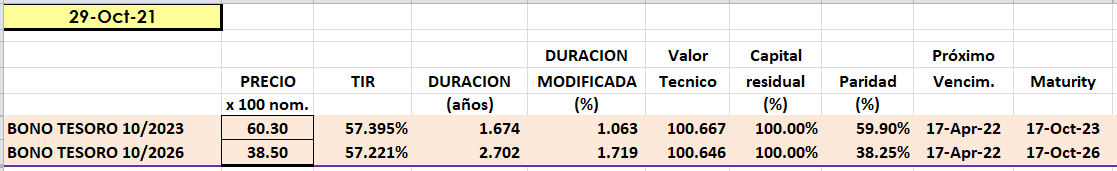 29-Oct-21
DURACION Valor Capital Próximo
PRECIO TIR DURACION MODIFICADA Tecnico residual Paridad Vencim. Maturity
x 100 nom. (años) (%) (%) (%)
BONO TESORO 10/2023 60.30 57.395% 1.674 1.063 100.667 100.00% 59.90% 17-Apr-22 17-Oct-23
BONO TESORO 10/2026 38.50 57.221% 2.702 1.719 100.646 100.00% 38.25% 17-Apr-22 17-Oct-26